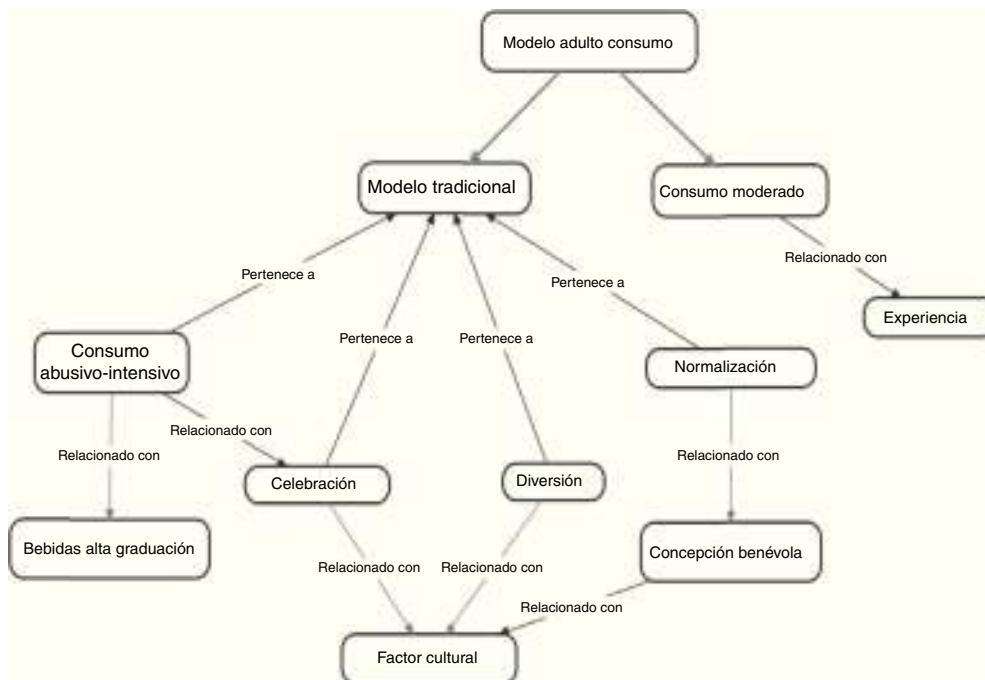 Modelo adulto consumo
Modelo tradicional
Consumo moderado
Relacionado con
Pertenece a
Pertenece a
Experiencia
Pertenece a
Pertenece a
Consumo
abusivo-intensivo
Normalización
Relacionado con
Relacionado con
Relacionado con
Celebración
Diversión
Bebidas alta graduación
Concepción benévola
Relacionado con
Relacionado con
Relacionado con
Factor cultural